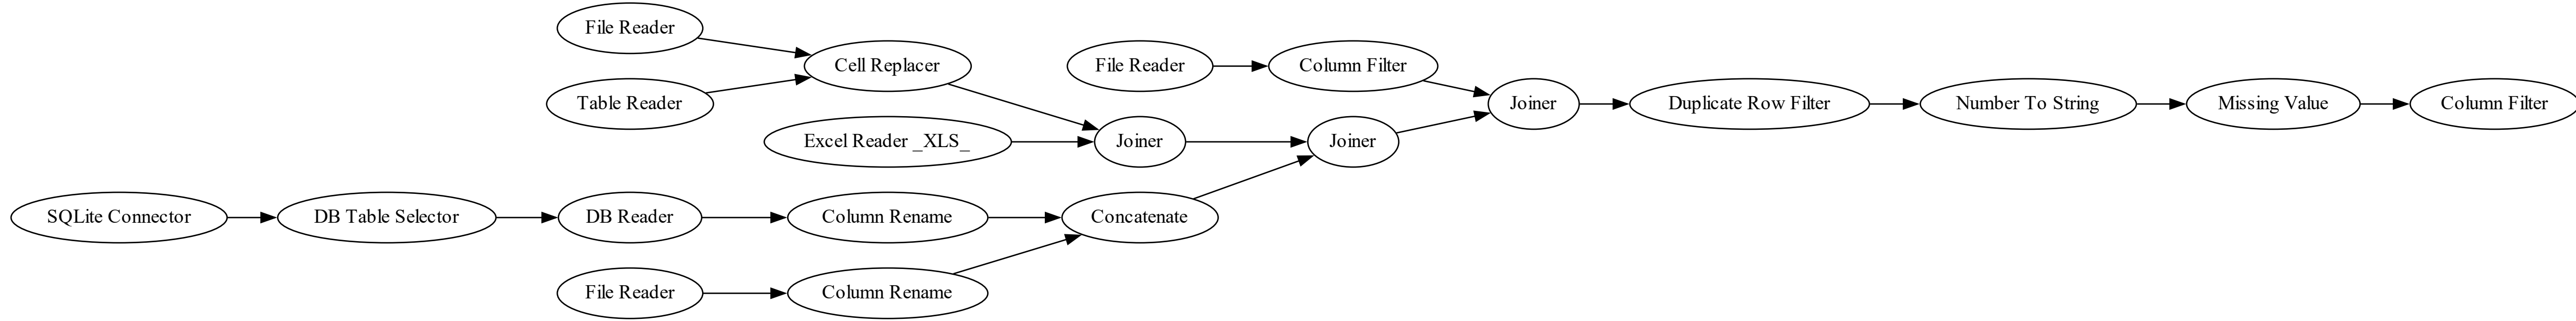 File Reader
Table Reader
Cell Replacer
File Reader
Column Filter
Excel Reader _XLS_
Joiner
Joiner
Joiner
Duplicate Row Filter
Number To String
Missing Value
Column Filter
SQLite Connector
DB Table Selector
DB Reader
Column Rename
Concatenate
File Reader
Column Rename